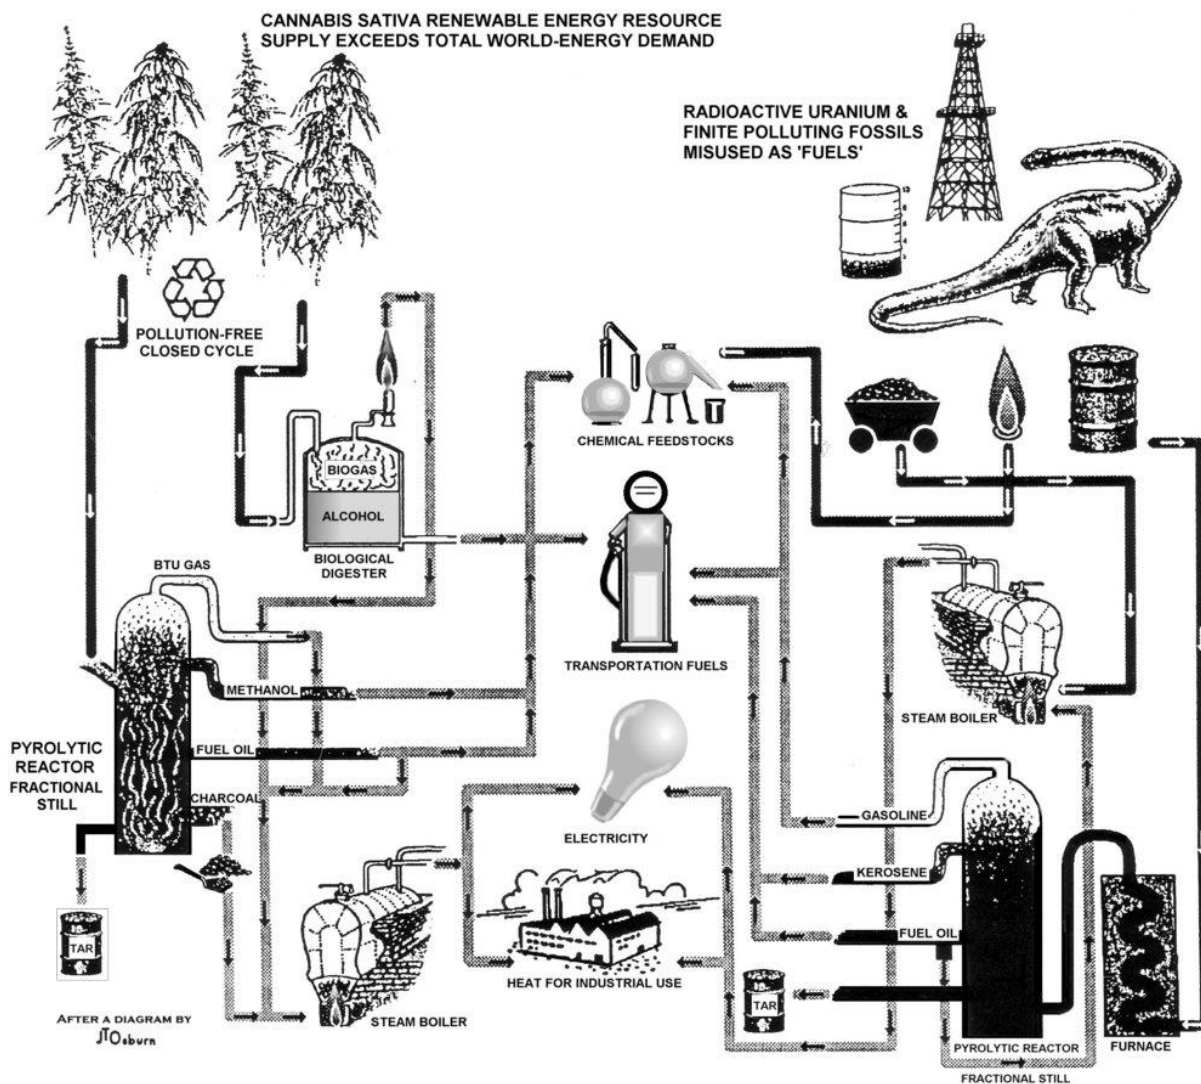 CANNABIS SATIVA RENEWABLE ENERGY RESOURCE
SUPPLY EXCEEDS TOTAL WORLD-ENERGY DEMAND
RADIOACTIVE URANIUM &
FINITE POLLUTING FOSSILS
MISUSED AS 'FUELS'
POLLUTION-FREE
CLOSED CYCLE
BIOGAS
ALCOHOL
BIOLOGICAL
DIGESTER
CHEMICAL FEEDSTOCKS
BTU GAS
METHANOL
FUEL OIL
CHARCOAL
PYROLYTIC
REACTOR
FRACTIONAL
STILL
TAR
TRANSPORTATION FUELS
STEAM BOILER
ELECTRICITY
HEAT FOR INDUSTRIAL USE
STEAM BOILER
GASOLINE
KEROSENE
FUEL OIL
TAR
PYROLYTIC REACTOR
FRACTIONAL STILL
FURNACE
AFTER A DIAGRAM BY
JTOsburn